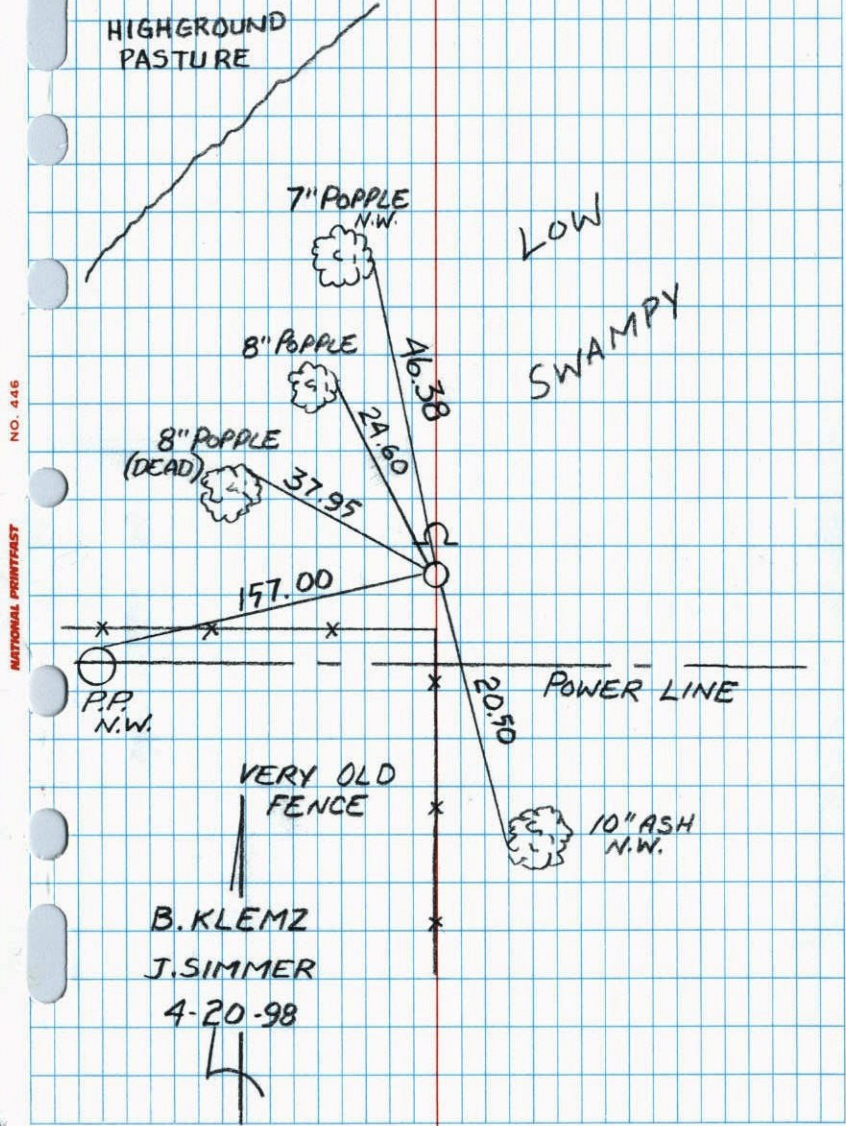 HIGHGROUND
PASTURE
7" POPPLE
N.W.
LOW
SWAMPY
8" POPPLE
46.38
24.60
8" POPPLE
(DEAD)
37.95
157.00
P.P.
N.W.
POWER LINE
20.50
VERY OLD
FENCE
10" ASH
N.W.
B. KLEMZ
J. SIMMER
4-20-98
NO. 446
NATIONAL PRINTFAST